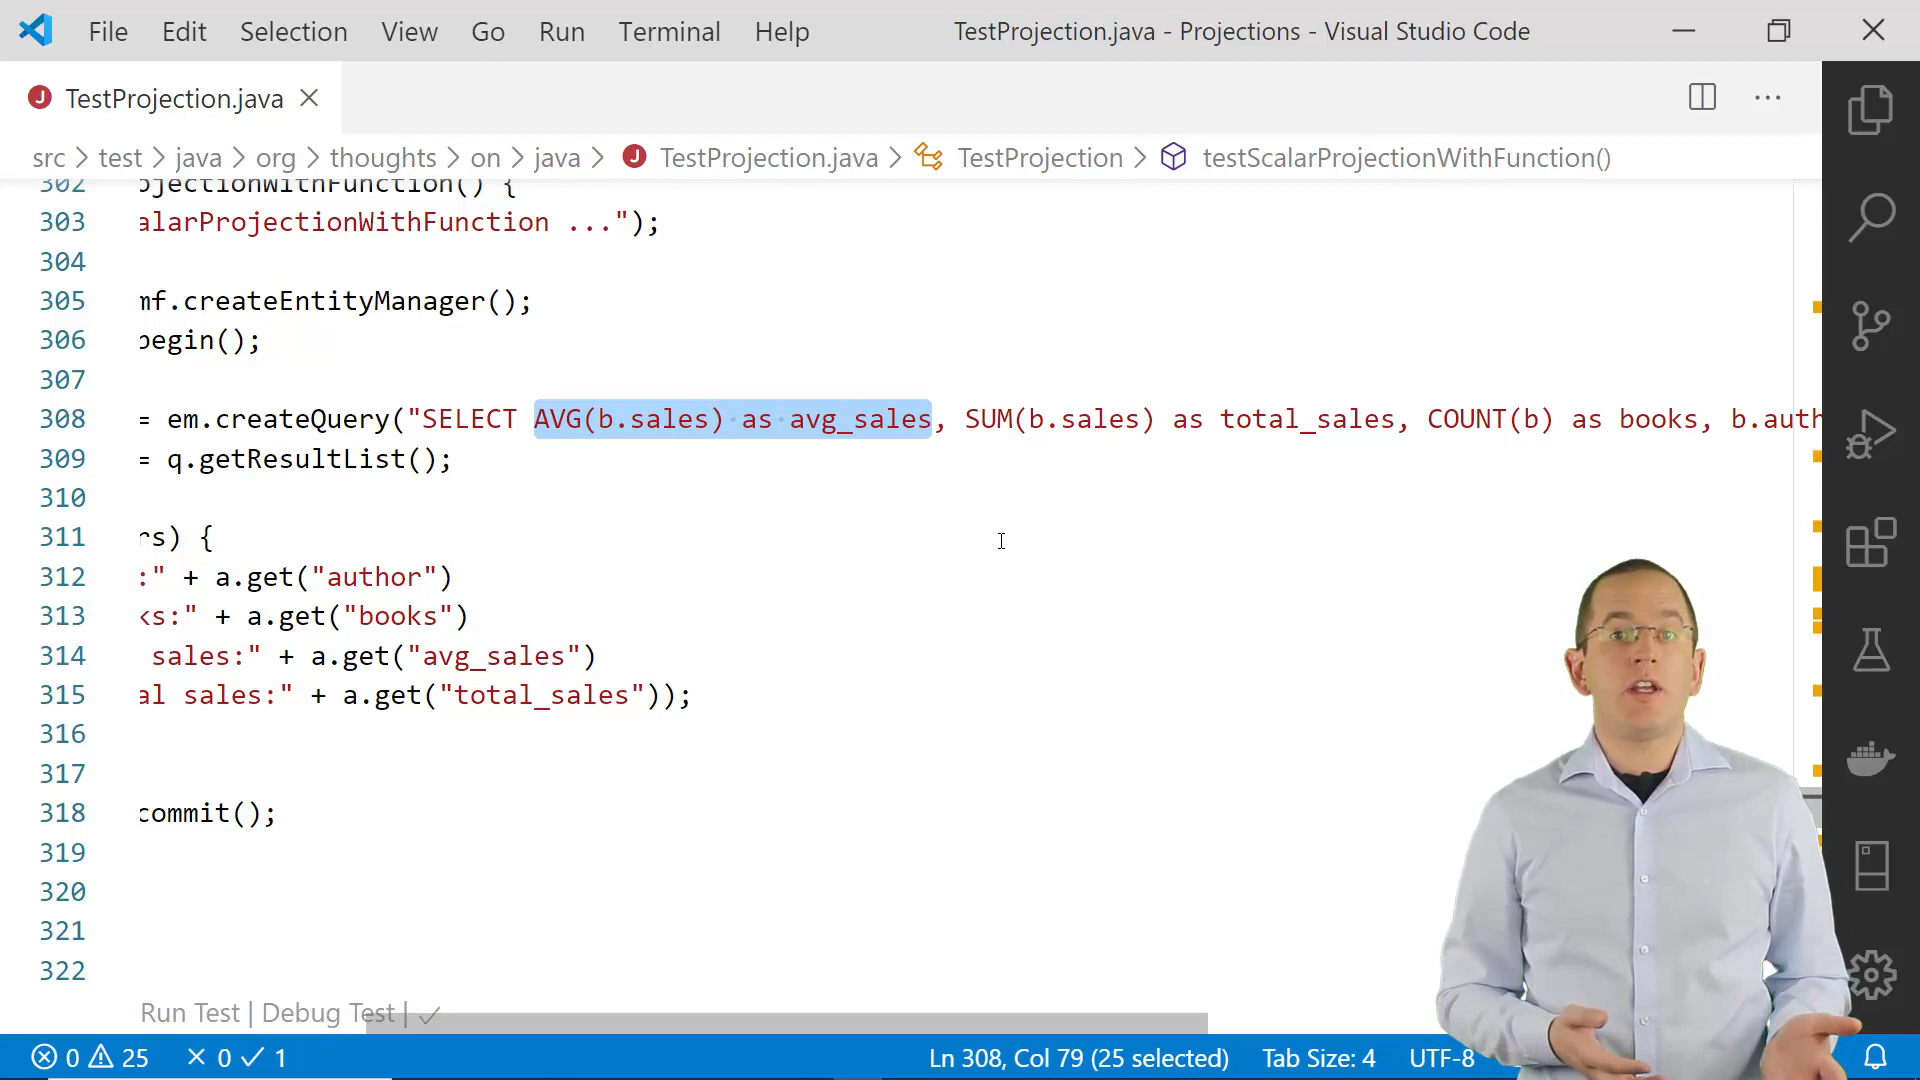 File Edit Selection View Go Run Terminal Help TestProjection.java - Projections - Visual Studio Code
J TestProjection.java
src > test > java > org > thoughts > on > java > J TestProjection.java > TestProjection > testScalarProjectionWithFunction()
302 ojectionWithFunction() {
303 alarProjectionWithFunction ...");
304
305 mf.createEntityManager();
306 begin();
307
308 = em.createQuery("SELECT AVG(b.sales) as avg_sales, SUM(b.sales) as total_sales, COUNT(b) as books, b.auth
309 = q.getResultList();
310
311 rs) {
312 :" + a.get("author")
313 ks:" + a.get("books")
314 sales:" + a.get("avg_sales")
315 al sales:" + a.get("total_sales"));
316
317
318 commit();
319
320
321
322
Run Test | Debug Test | ✓
0 25 0 1 Ln 308, Col 79 (25 selected) Tab Size: 4 UTF-8